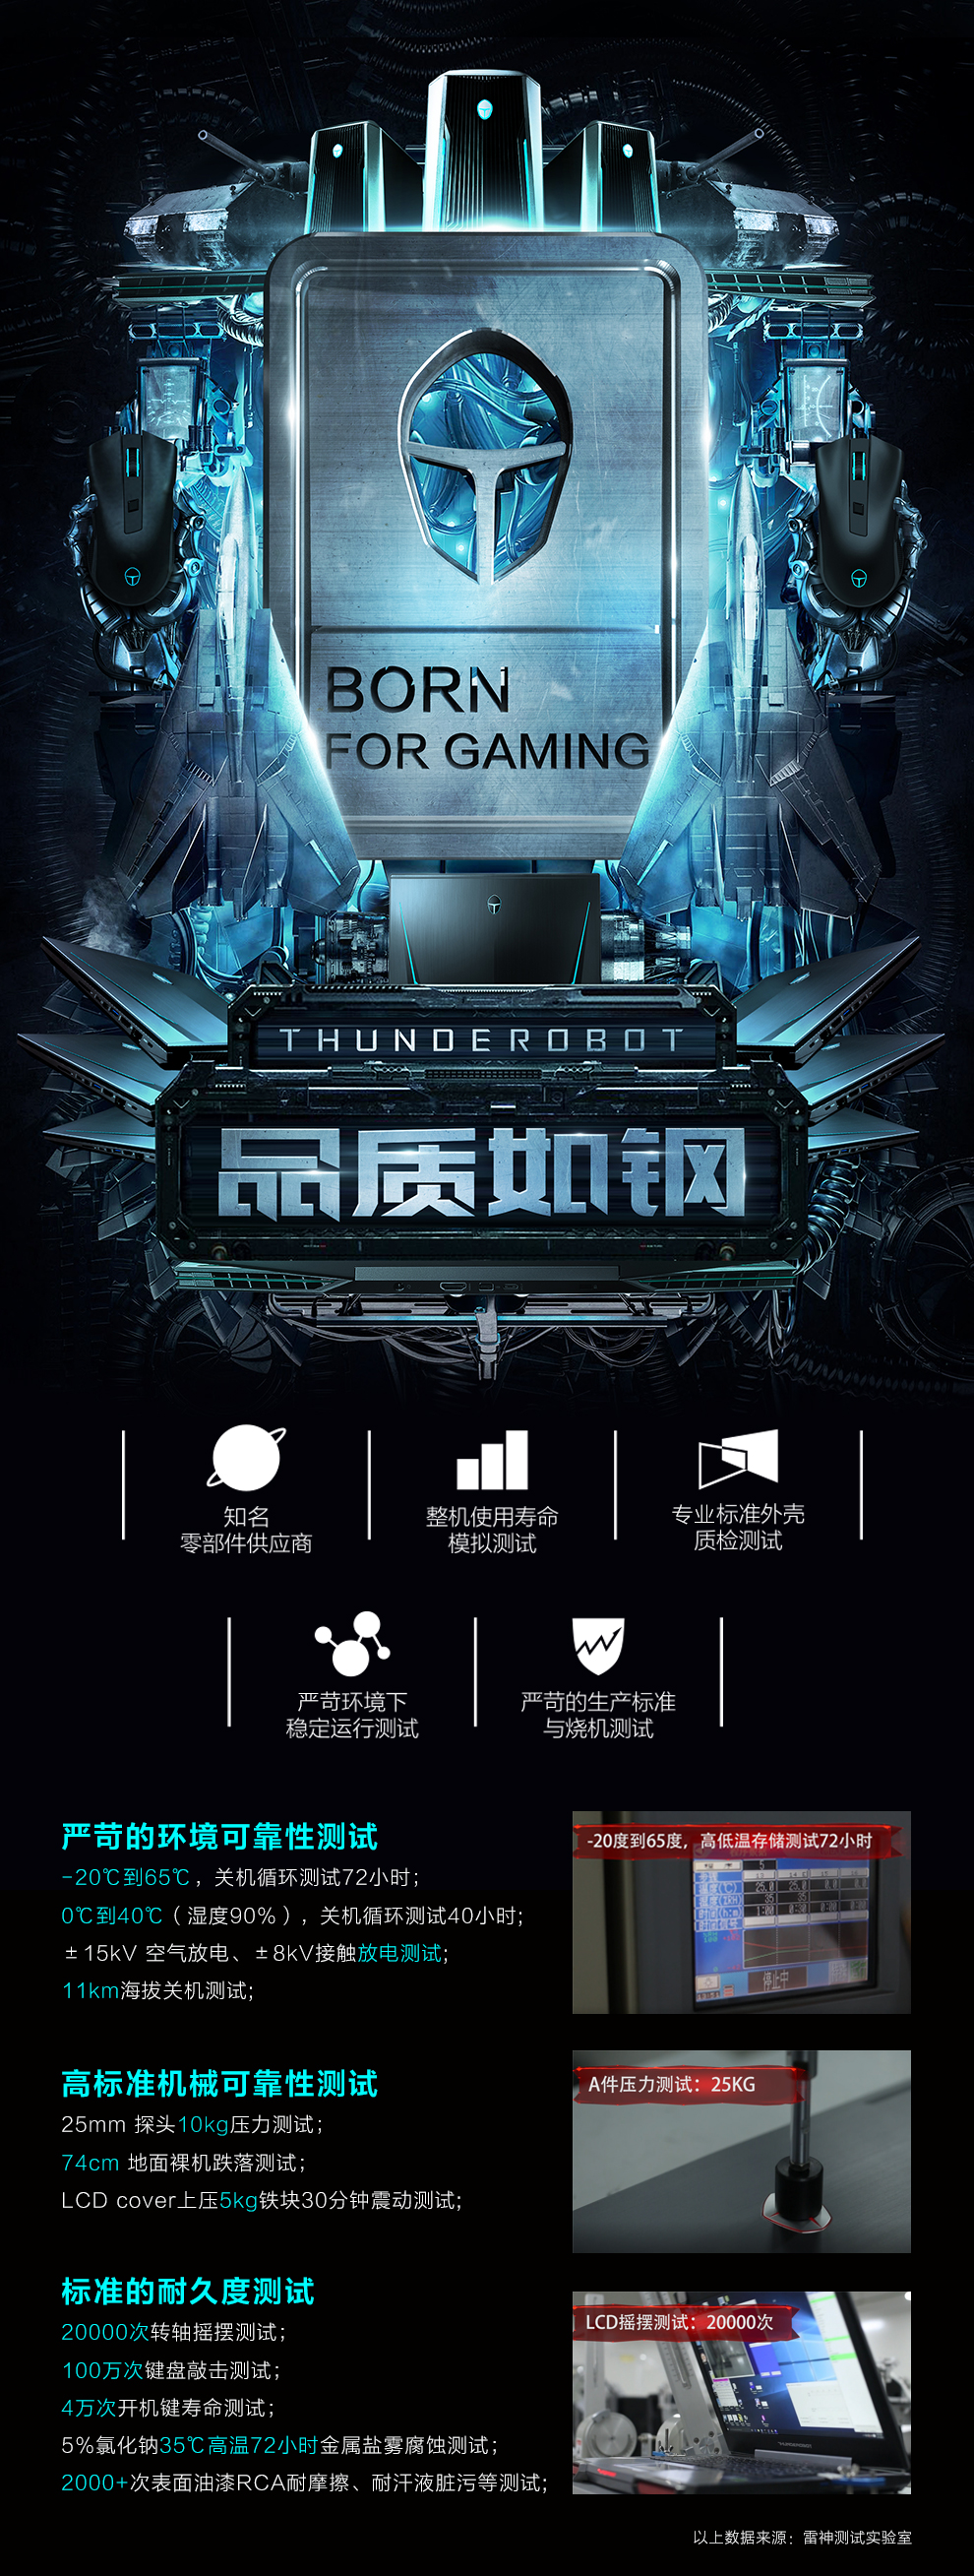 BORN
FOR GAMING
THUNDEROBOT
品质如钢
知名
零部件供应商
整机使用寿命
模拟测试
专业标准外壳
质检测试
严苛环境下
稳定运行测试
严苛的生产标准
与烧机测试
严苛的环境可靠性测试
-20℃到65℃，关机循环测试72小时；
0℃到40℃（湿度90%），关机循环测试40小时；
±15kV 空气放电、±8kV接触放电测试；
11km海拔关机测试；
-20度到65度，高低温存储测试72小时
停止中
高标准机械可靠性测试
25mm 探头10kg压力测试；
74cm 地面裸机跌落测试；
LCD cover上压5kg铁块30分钟震动测试；
A件压力测试：25KG
标准的耐久度测试
20000次转轴摇摆测试；
100万次键盘敲击测试；
4万次开机键寿命测试；
5%氯化钠35℃高温72小时金属盐雾腐蚀测试；
2000+次表面油漆RCA耐摩擦、耐汗液脏污等测试；
LCD摇摆测试：20000次
THUNDEROBOT
以上数据来源：雷神测试实验室